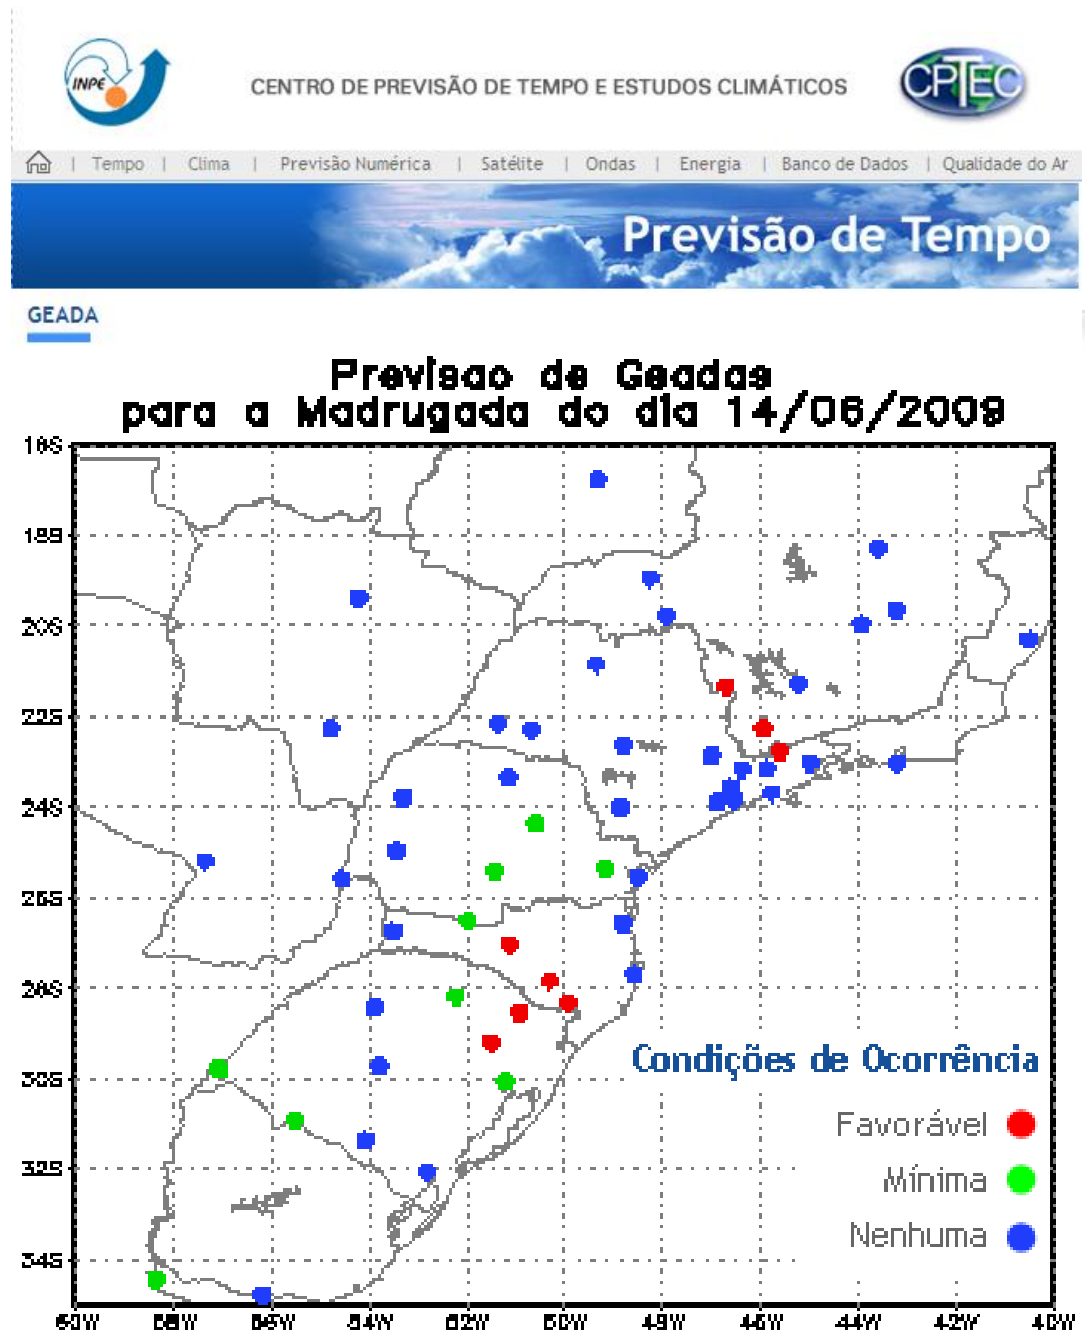 INPE
CENTRO DE PREVISÃO DE TEMPO E ESTUDOS CLIMÁTICOS
CPTEC
| Tempo | Clima | Previsão Numérica | Satélite | Ondas | Energia | Banco de Dados | Qualidade do Ar
Previsão de Tempo
GEADA
Previsao de Geadas
para a Madrugada do dia 14/06/2009
16S
18S
20S
22S
24S
26S
28S
30S
32S
34S
Condições de Ocorrência
Favorável
Mínima
Nenhuma
60W 58W 56W 54W 52W 50W 48W 46W 44W 42W 40W